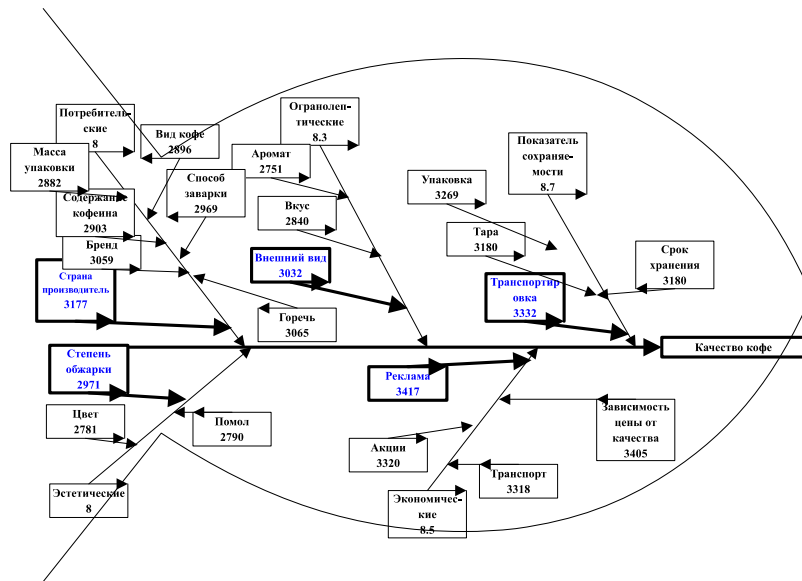 Потребитель-
ские
8
Вид кофе
2896
Масса
упаковки
2882
Способ
заварки
2969
Содержание
кофеина
2903
Бренд
3059
Страна
производитель
3177
Горечь
3065
Огранолеп-
тические
8.3
Аромат
2751
Вкус
2840
Внешний вид
3032
Показатель
сохраняе-
мости
8.7
Упаковка
3269
Тара
3180
Срок
хранения
3180
Транспортир
овка
3332
Качество кофе
Степень
обжарки
2971
Цвет
2781
Помол
2790
Эстетические
8
Реклама
3417
Акции
3320
Транспорт
3318
Экономичес-
кие
8.5
Зависимость
цены от
качества
3405